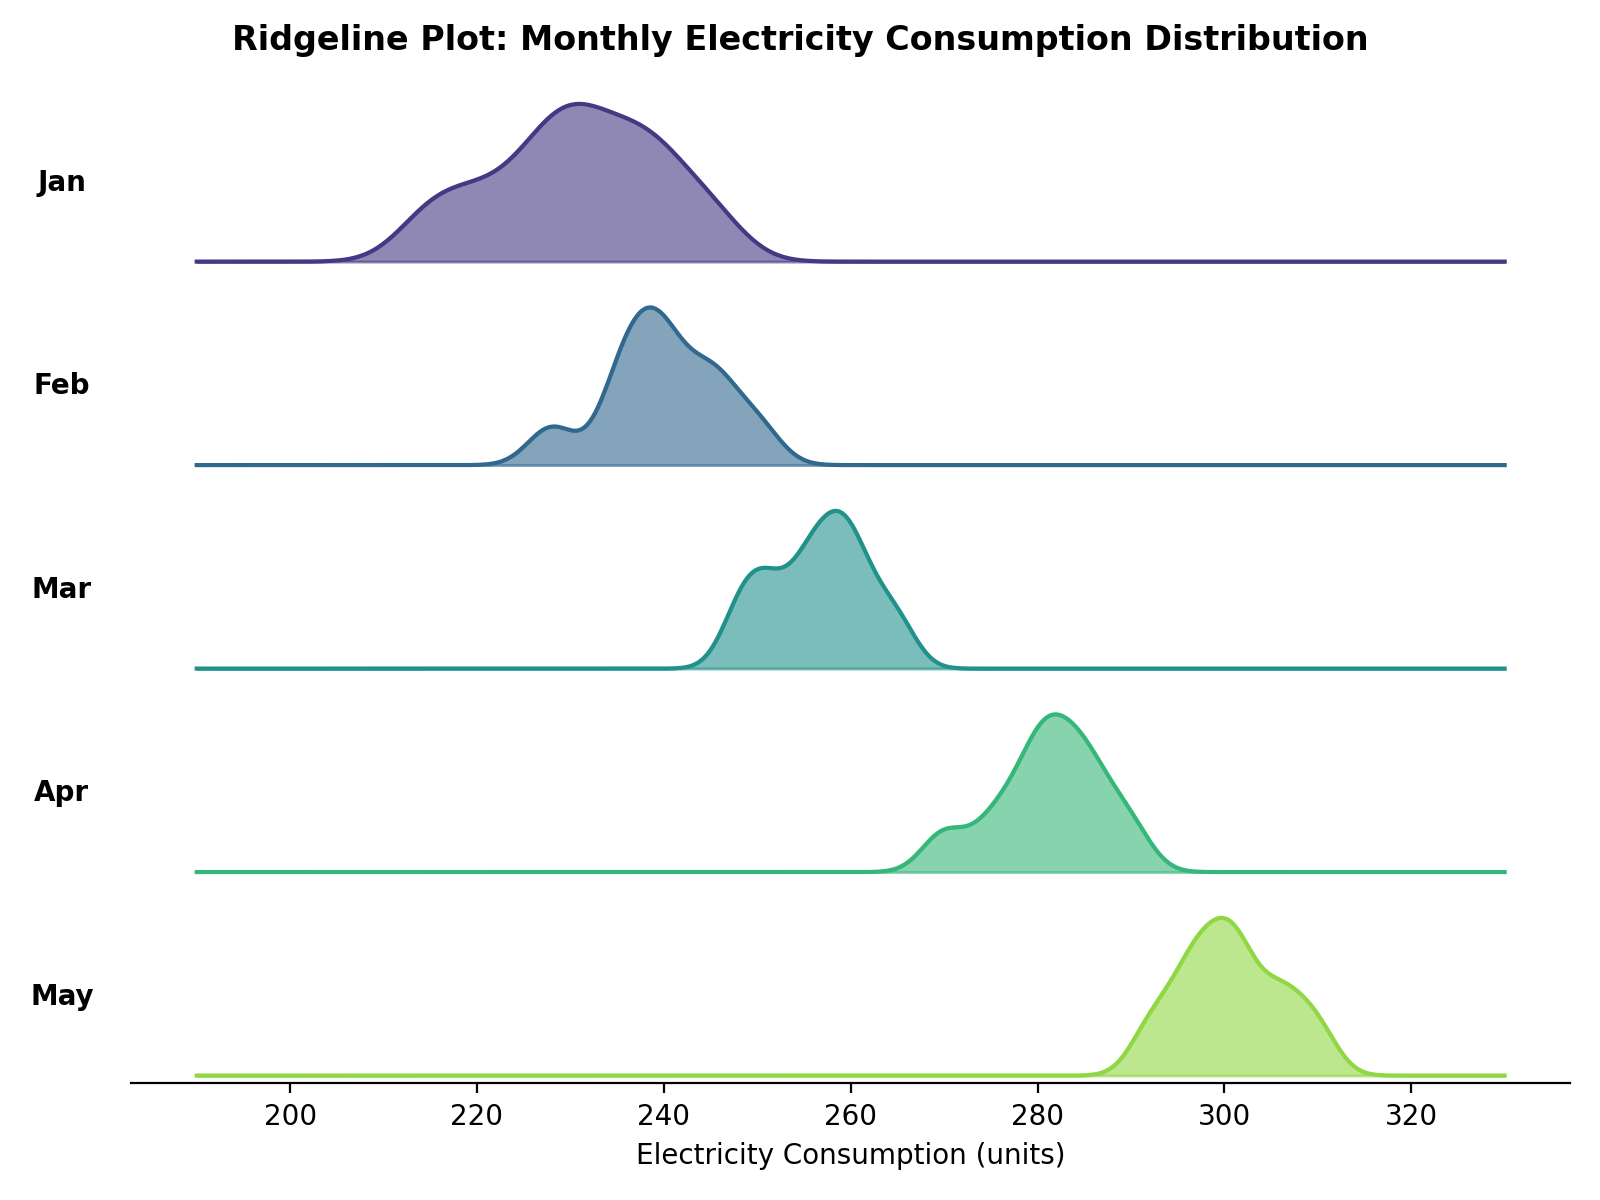 Ridgeline Plot: Monthly Electricity Consumption Distribution
Jan
Feb
Mar
Apr
May
200 220 240 260 280 300 320
Electricity Consumption (units)